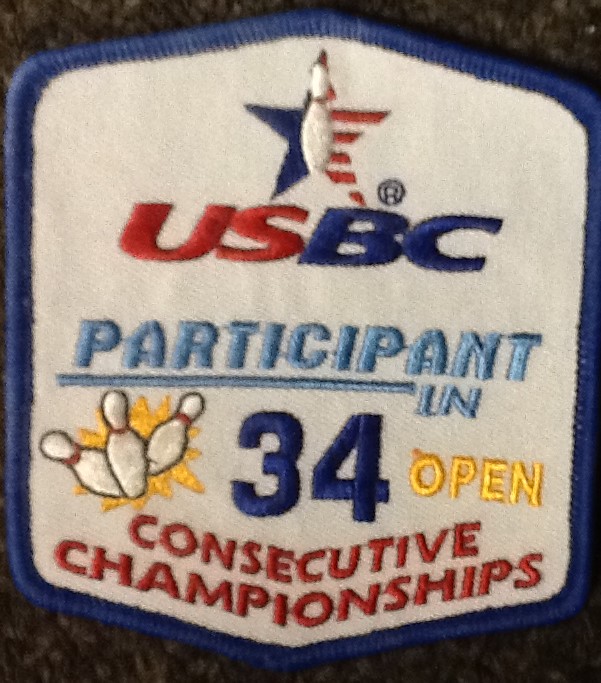 ®
USBC
PARTICIPANT
IN
34 OPEN
CONSECUTIVE
CHAMPIONSHIPS